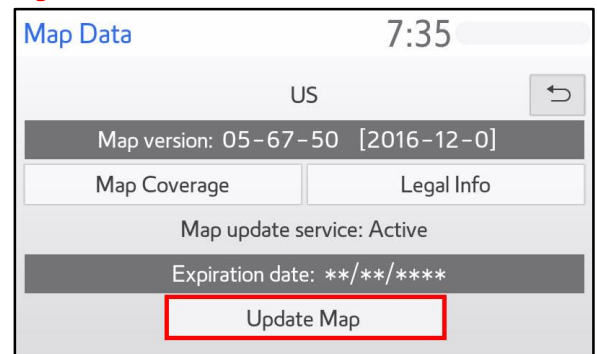 Map Data 7:35
US
Map version: 05-67-50 [2016-12-0]
Map Coverage Legal Info
Map update service: Active
Expiration date: **/**/****
Update Map